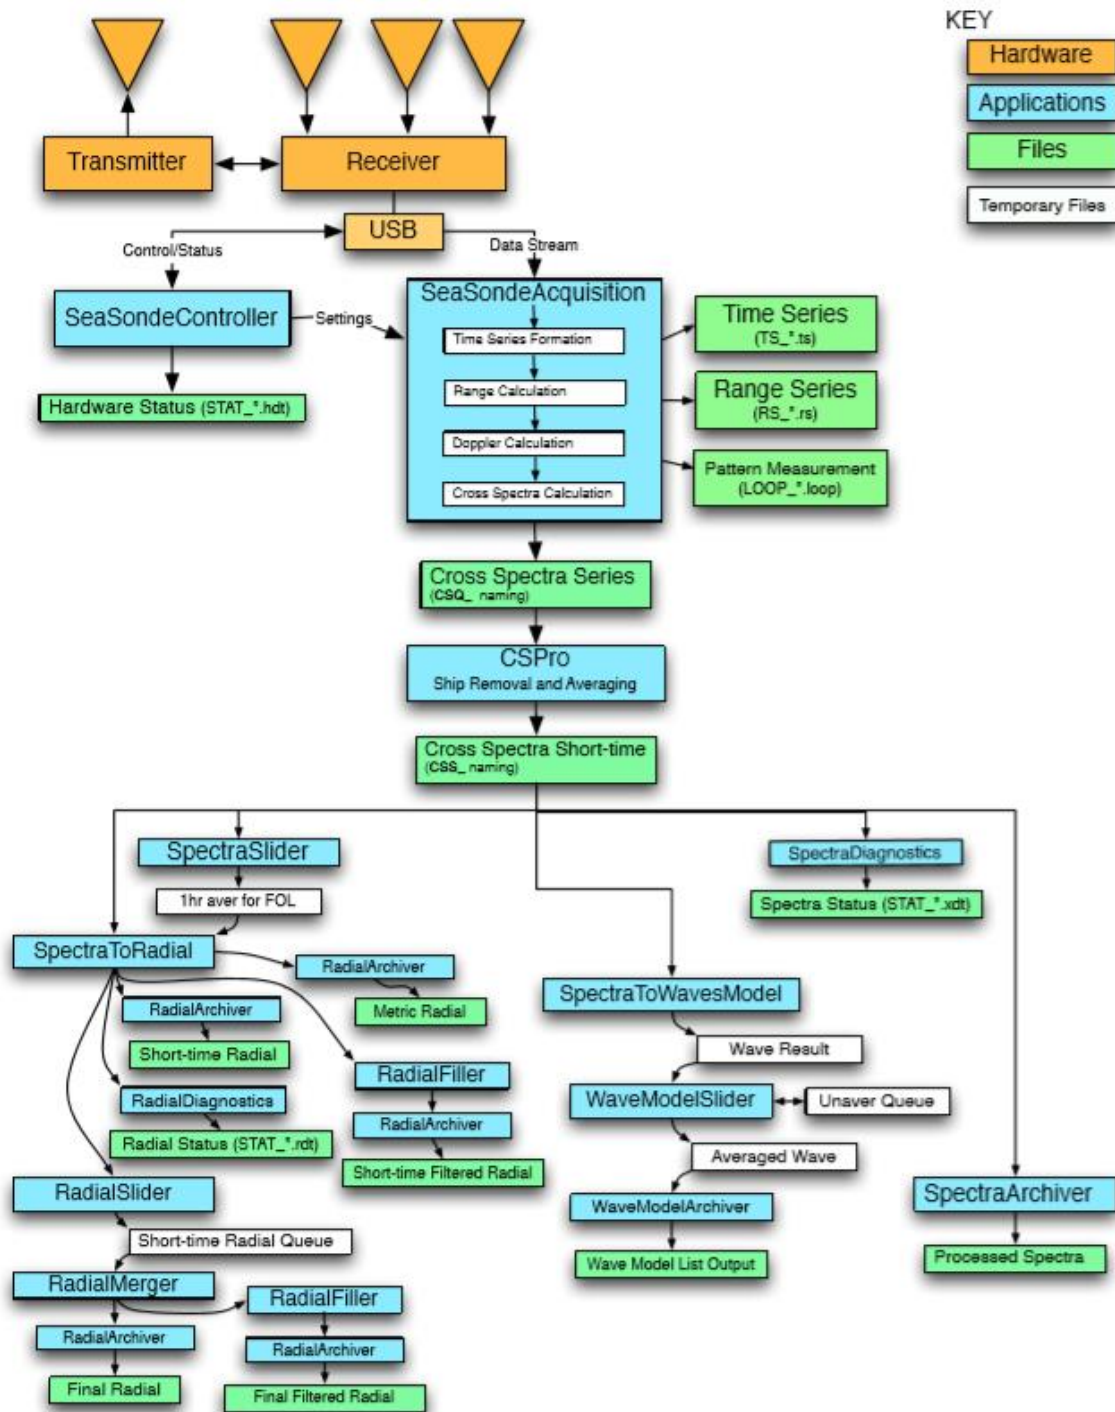 KEY
Hardware
Applications
Files
Temporary Files
Transmitter
Receiver
USB
Control/Status
Data Stream
SeaSondeController
Settings
Hardware Status (STAT_*.hdt)
SeaSondeAcquisition
Time Series Formation
Range Calculation
Doppler Calculation
Cross Spectra Calculation
Time Series
(TS_*.ts)
Range Series
(RS_*.rs)
Pattern Measurement
(LOOP_*.loop)
Cross Spectra Series
(CSQ_ naming)
CSPro
Ship Removal and Averaging
Cross Spectra Short-time
(CSS_ naming)
SpectraSlider
1hr aver for FOL
SpectraToRadial
RadialArchiver
Metric Radial
RadialArchiver
Short-time Radial
RadialDiagnostics
Radial Status (STAT_*.rdt)
RadialFiller
RadialArchiver
Short-time Filtered Radial
RadialSlider
Short-time Radial Queue
RadialMerger
RadialArchiver
Final Radial
RadialFiller
RadialArchiver
Final Filtered Radial
SpectraToWavesModel
Wave Result
WaveModelSlider
Unaver Queue
Averaged Wave
WaveModelArchiver
Wave Model List Output
SpectraDiagnostics
Spectra Status (STAT_*.xdt)
SpectraArchiver
Processed Spectra